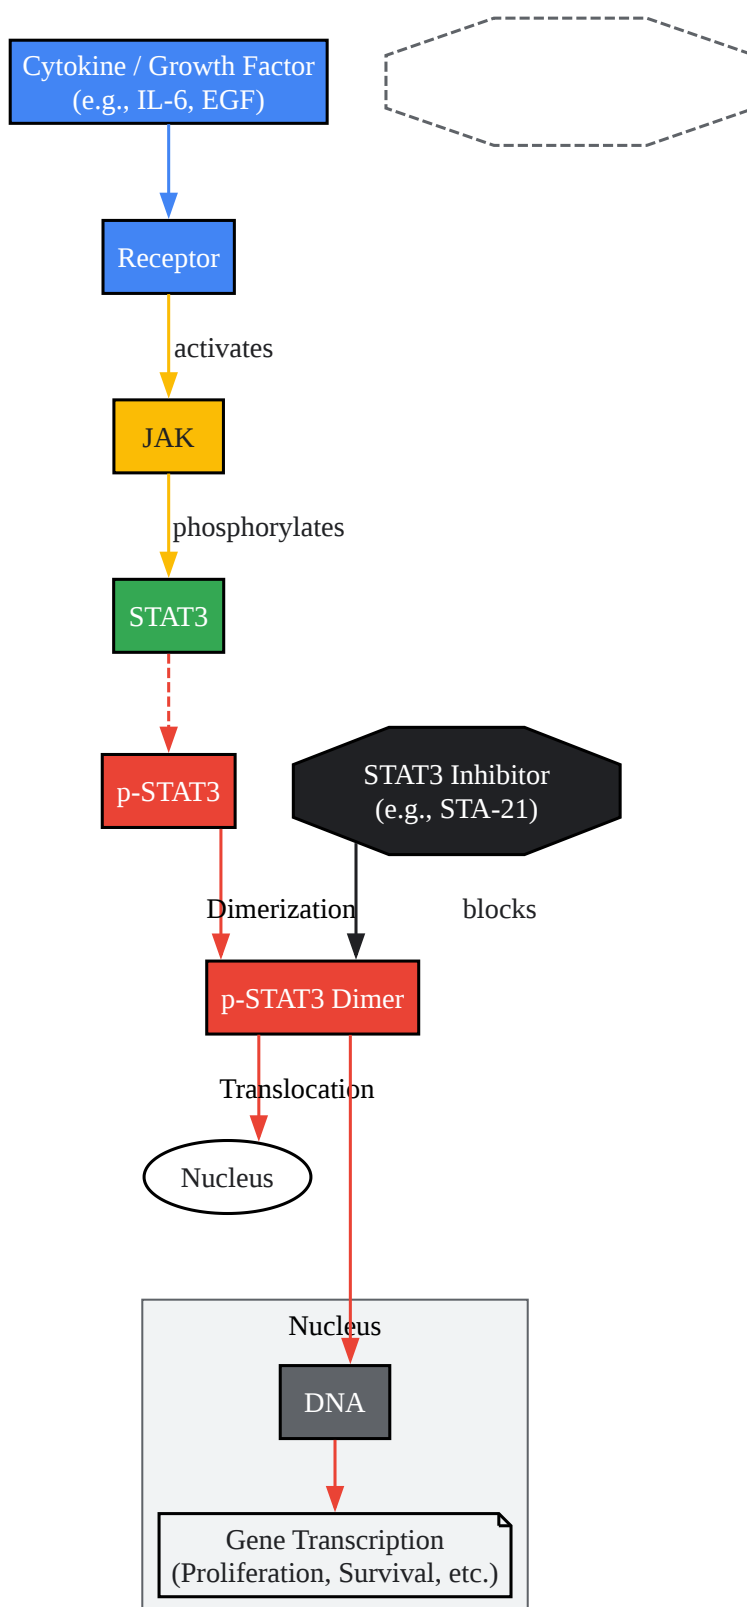 Cytokine / Growth Factor
(e.g., IL-6, EGF)
Receptor
activates
JAK
phosphorylates
STAT3
p-STAT3
STAT3 Inhibitor
(e.g., STA-21)
Dimerization
blocks
p-STAT3 Dimer
Translocation
Nucleus
Nucleus
DNA
Gene Transcription
(Proliferation, Survival, etc.)